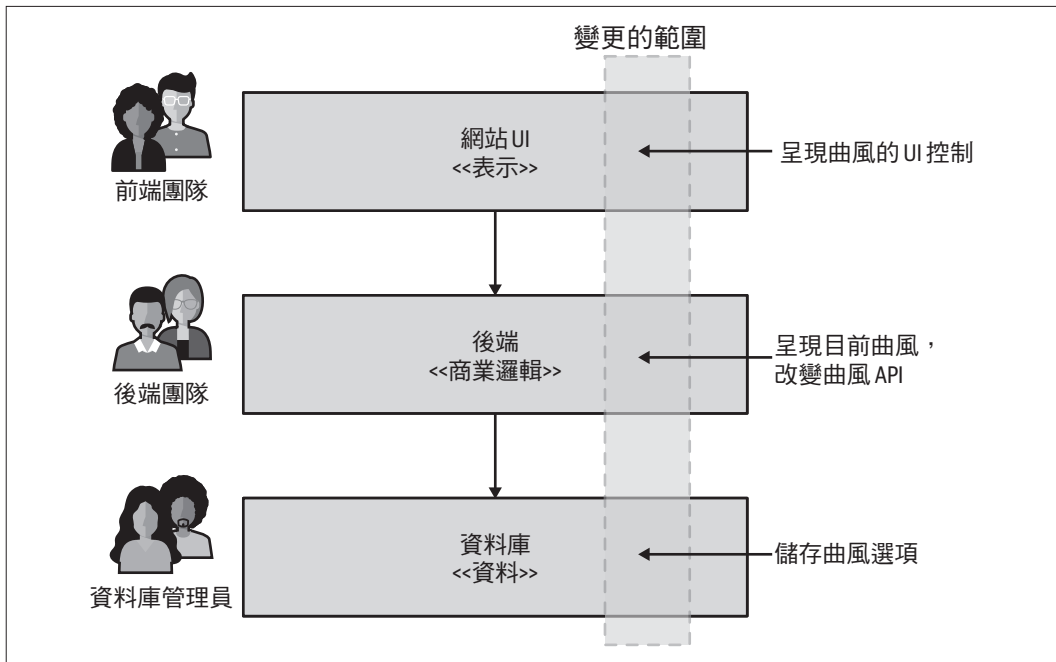 變更的範圍
前端團隊
網站 UI
<<表示>>
呈現曲風的 UI 控制
後端團隊
後端
<<商業邏輯>>
呈現目前曲風，
改變曲風 API
資料庫管理員
資料庫
<<資料>>
儲存曲風選項